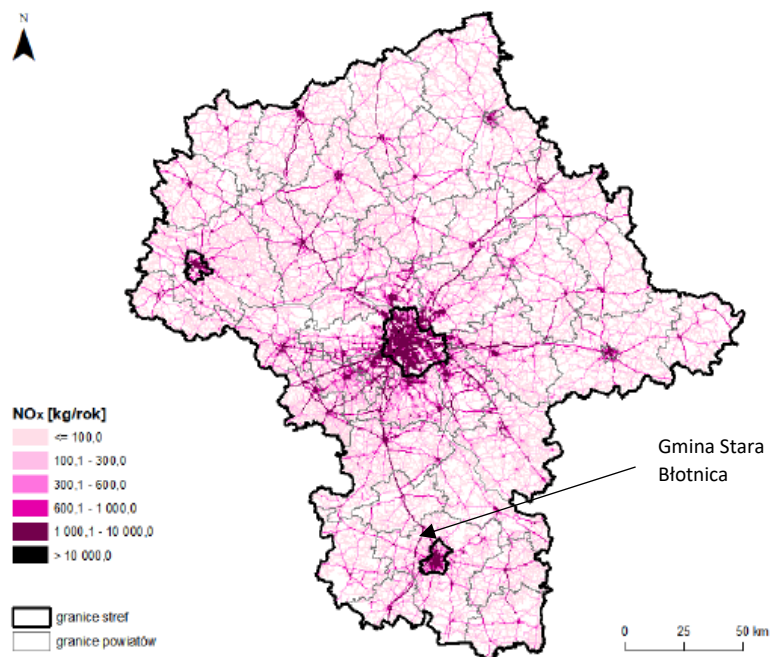 N
NOx [kg/rok]
<= 100,0
100,1 - 300,0
300,1 - 600,0
600,1 - 1 000,0
1 000,1 - 10 000,0
> 10 000,0
granice stref
granice powiatów
Gmina Stara
Błotnica
0 25 50 km